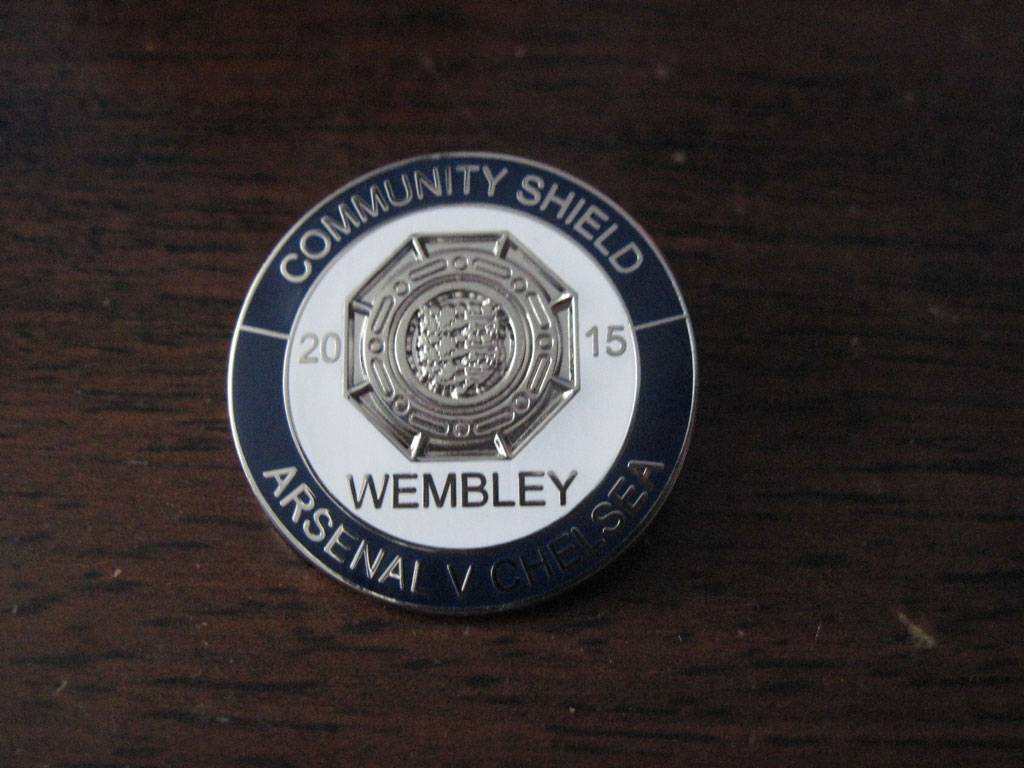 COMMUNITY SHIELD
20 15
WEMBLEY
ARSENAL V CHELSEA